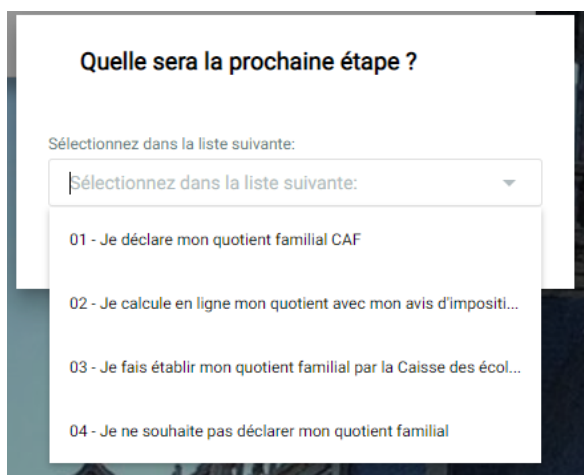 Quelle sera la prochaine étape ?
Sélectionnez dans la liste suivante:
Sélectionnez dans la liste suivante:
01 - Je déclare mon quotient familial CAF
02 - Je calcule en ligne mon quotient avec mon avis d'impositi...
03 - Je fais établir mon quotient familial par la Caisse des écol...
04 - Je ne souhaite pas déclarer mon quotient familial